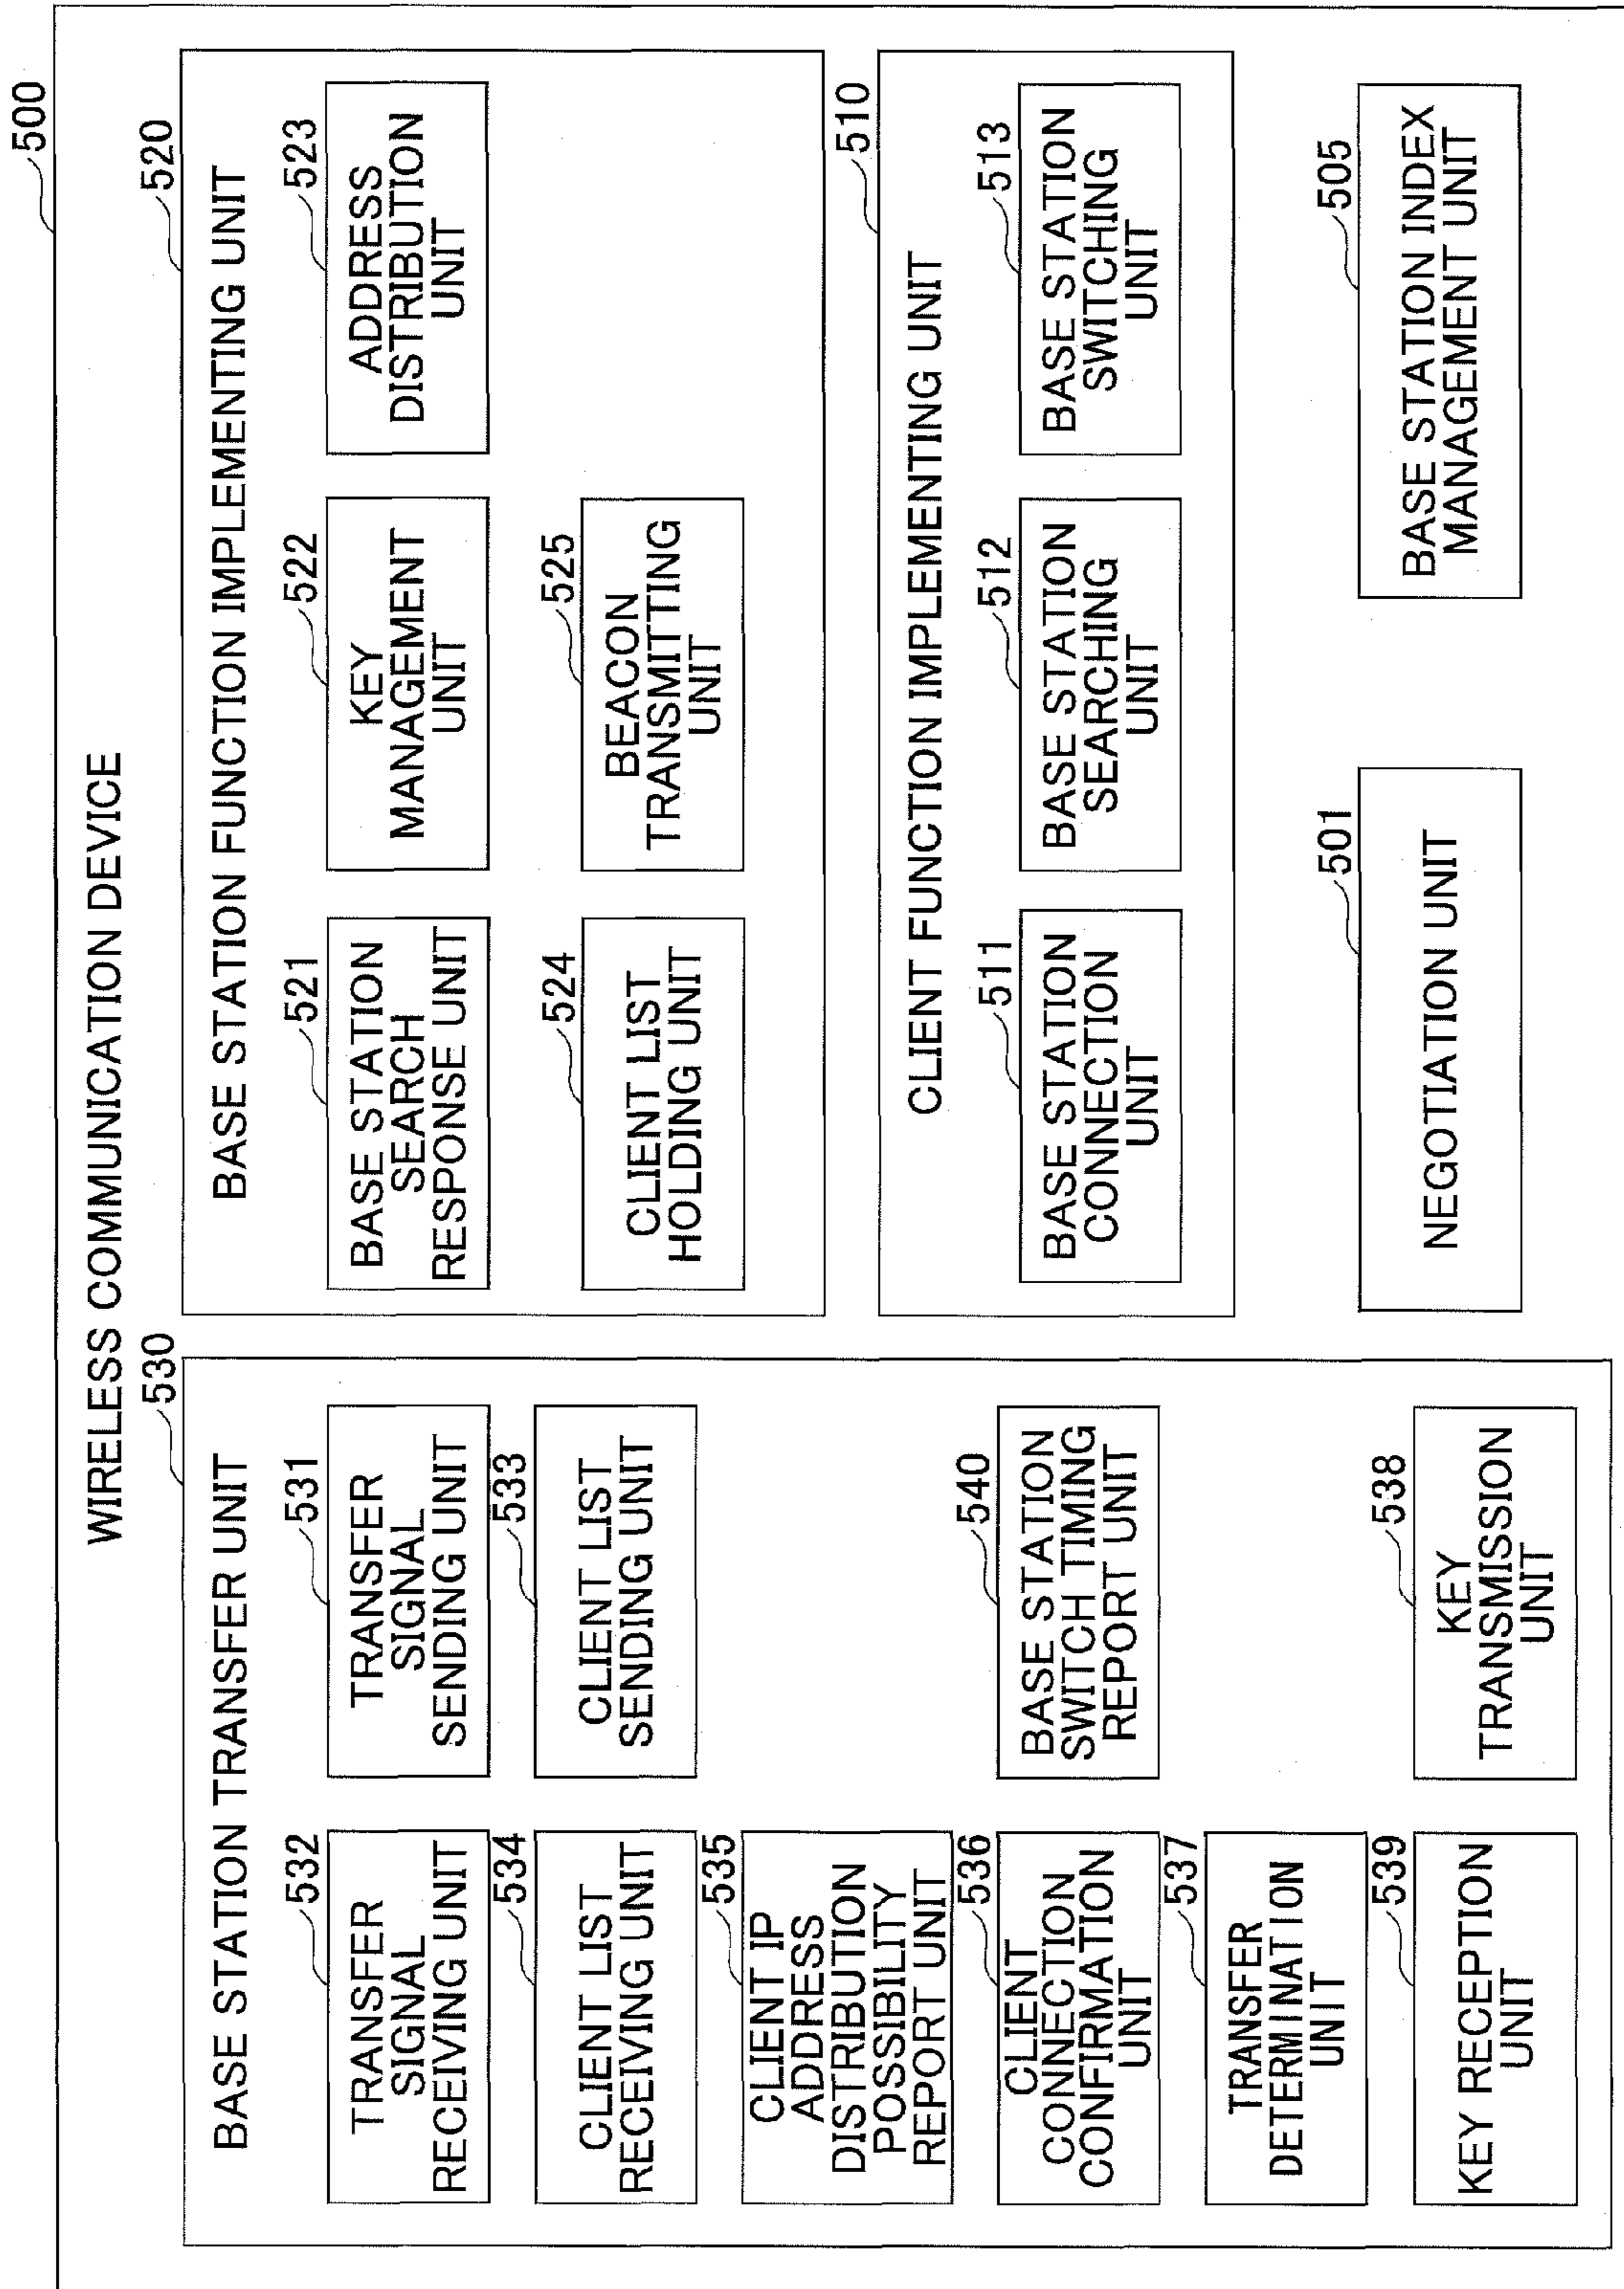 500
WIRELESS COMMUNICATION DEVICE
530
BASE STATION TRANSFER UNIT
532
TRANSFER
SIGNAL
RECEIVING UNIT
531
TRANSFER
SIGNAL
SENDING UNIT
534
CLIENT LIST
RECEIVING UNIT
533
CLIENT LIST
SENDING UNIT
535
CLIENT IP
ADDRESS
DISTRIBUTION
POSSIBILITY
REPORT UNIT
536
CLIENT
CONNECTION
CONFIRMATION
UNIT
540
BASE STATION
SWITCH TIMING
REPORT UNIT
537
TRANSFER
DETERMINATION
UNIT
539
KEY RECEPTION
UNIT
538
KEY
TRANSMISSION
UNIT
520
BASE STATION FUNCTION IMPLEMENTING UNIT
521
BASE STATION
SEARCH
RESPONSE UNIT
522
KEY
MANAGEMENT
UNIT
523
ADDRESS
DISTRIBUTION
UNIT
524
CLIENT LIST
HOLDING UNIT
525
BEACON
TRANSMITTING
UNIT
510
CLIENT FUNCTION IMPLEMENTING UNIT
511
BASE STATION
CONNECTION
UNIT
512
BASE STATION
SEARCHING
UNIT
513
BASE STATION
SWITCHING
UNIT
501
NEGOTIATION UNIT
505
BASE STATION INDEX
MANAGEMENT UNIT